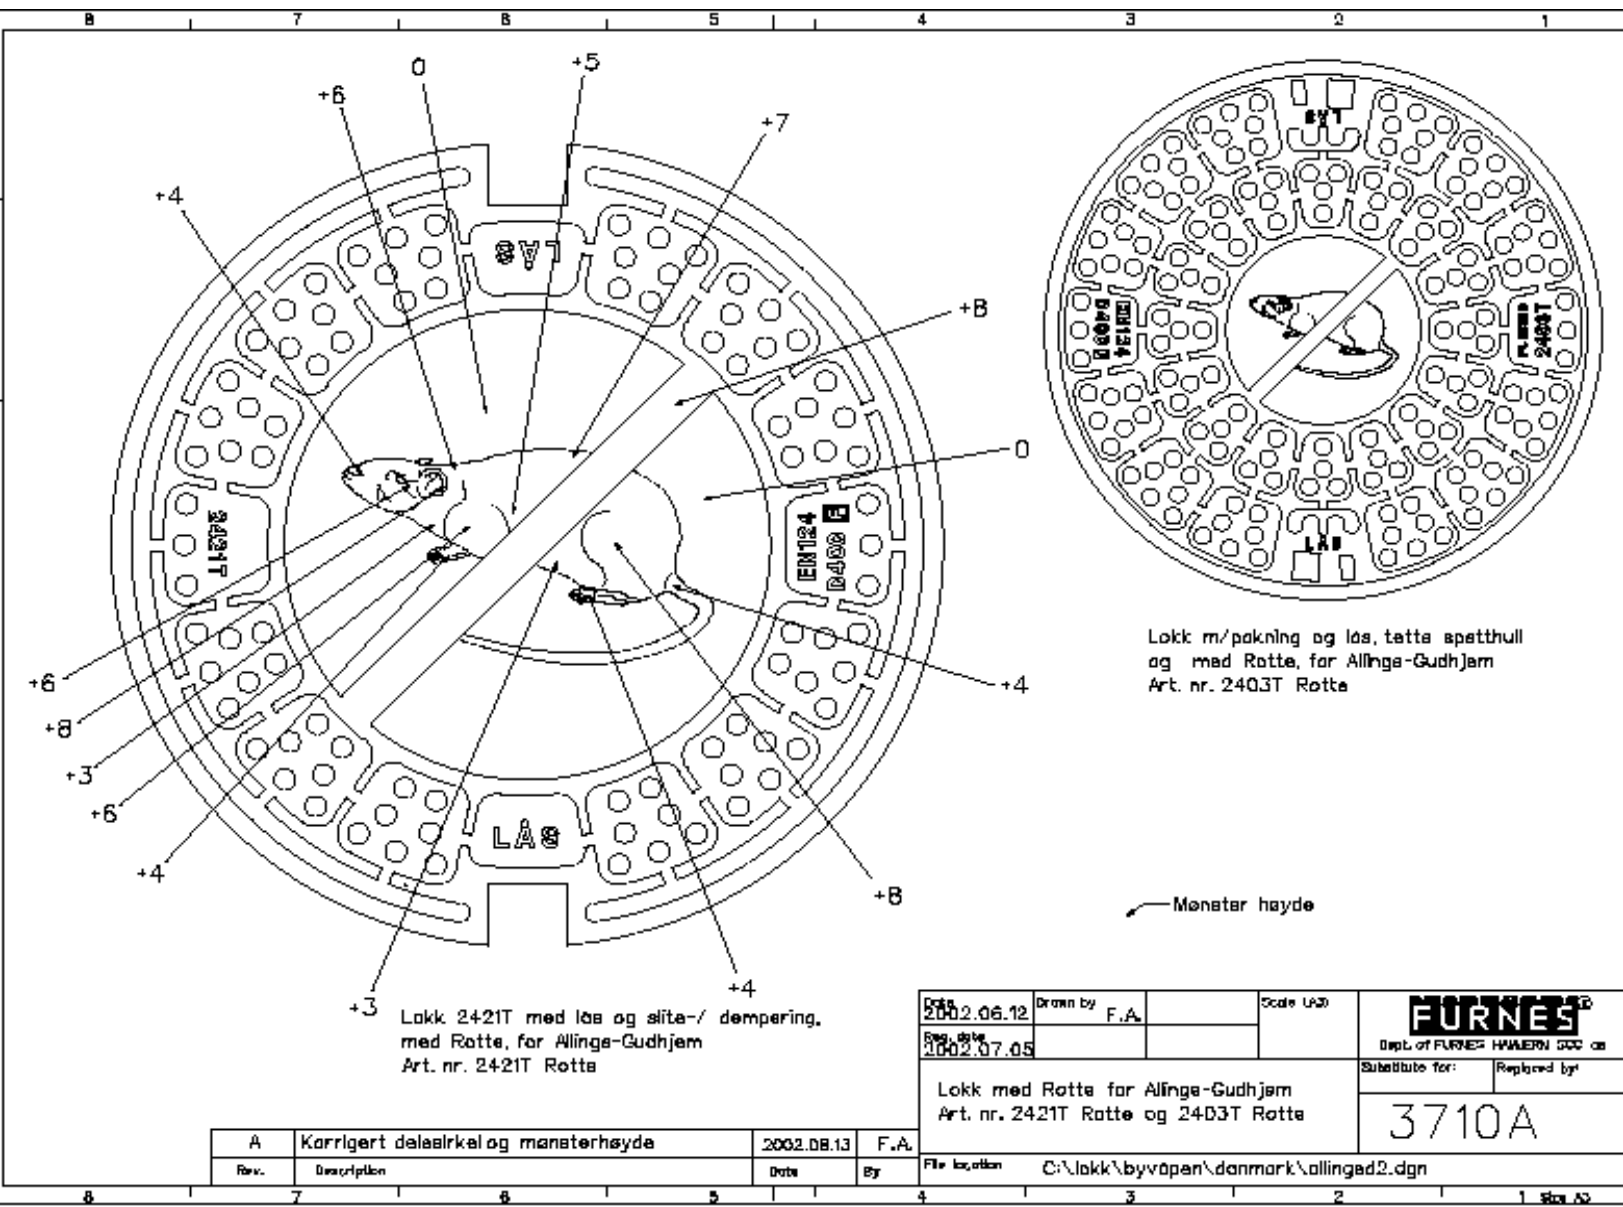 8 7 6 5 4 3 2 1
0
+5
+6
+7
+4
+8
0
+6
+8
+3
+6
+4
+4
+8
+4
+3
LÅS
2421T
EN124
D400 F
LÅS
LÅS
EN124
D400
FURNES
2403T
LÅS
Lokk m/pakning og lås, tette spetthull
og med Rotte, for Allinge-Gudhjem
Art. nr. 2403T Rotte
Mønster høyde
Lokk 2421T med lås og slite-/ dempering,
med Rotte, for Allinge-Gudhjem
Art. nr. 2421T Rotte
Date 2002.06.12 Drawn by F.A. Scale (A3)
Reg. date 2002.07.05
FURNES
Dept. of FURNES HAMJERN SCC as
Substitute for: Replaced by:
Lokk med Rotte for Allinge-Gudhjem
Art. nr. 2421T Rotte og 2403T Rotte
3710A
A Korrigert delesirkel og mønsterhøyde 2002.08.13 F.A.
Rev. Description Date By
File location C:\lokk\byvåpen\danmark\allinged2.dgn
8 7 6 5 4 3 2 1 Size A3